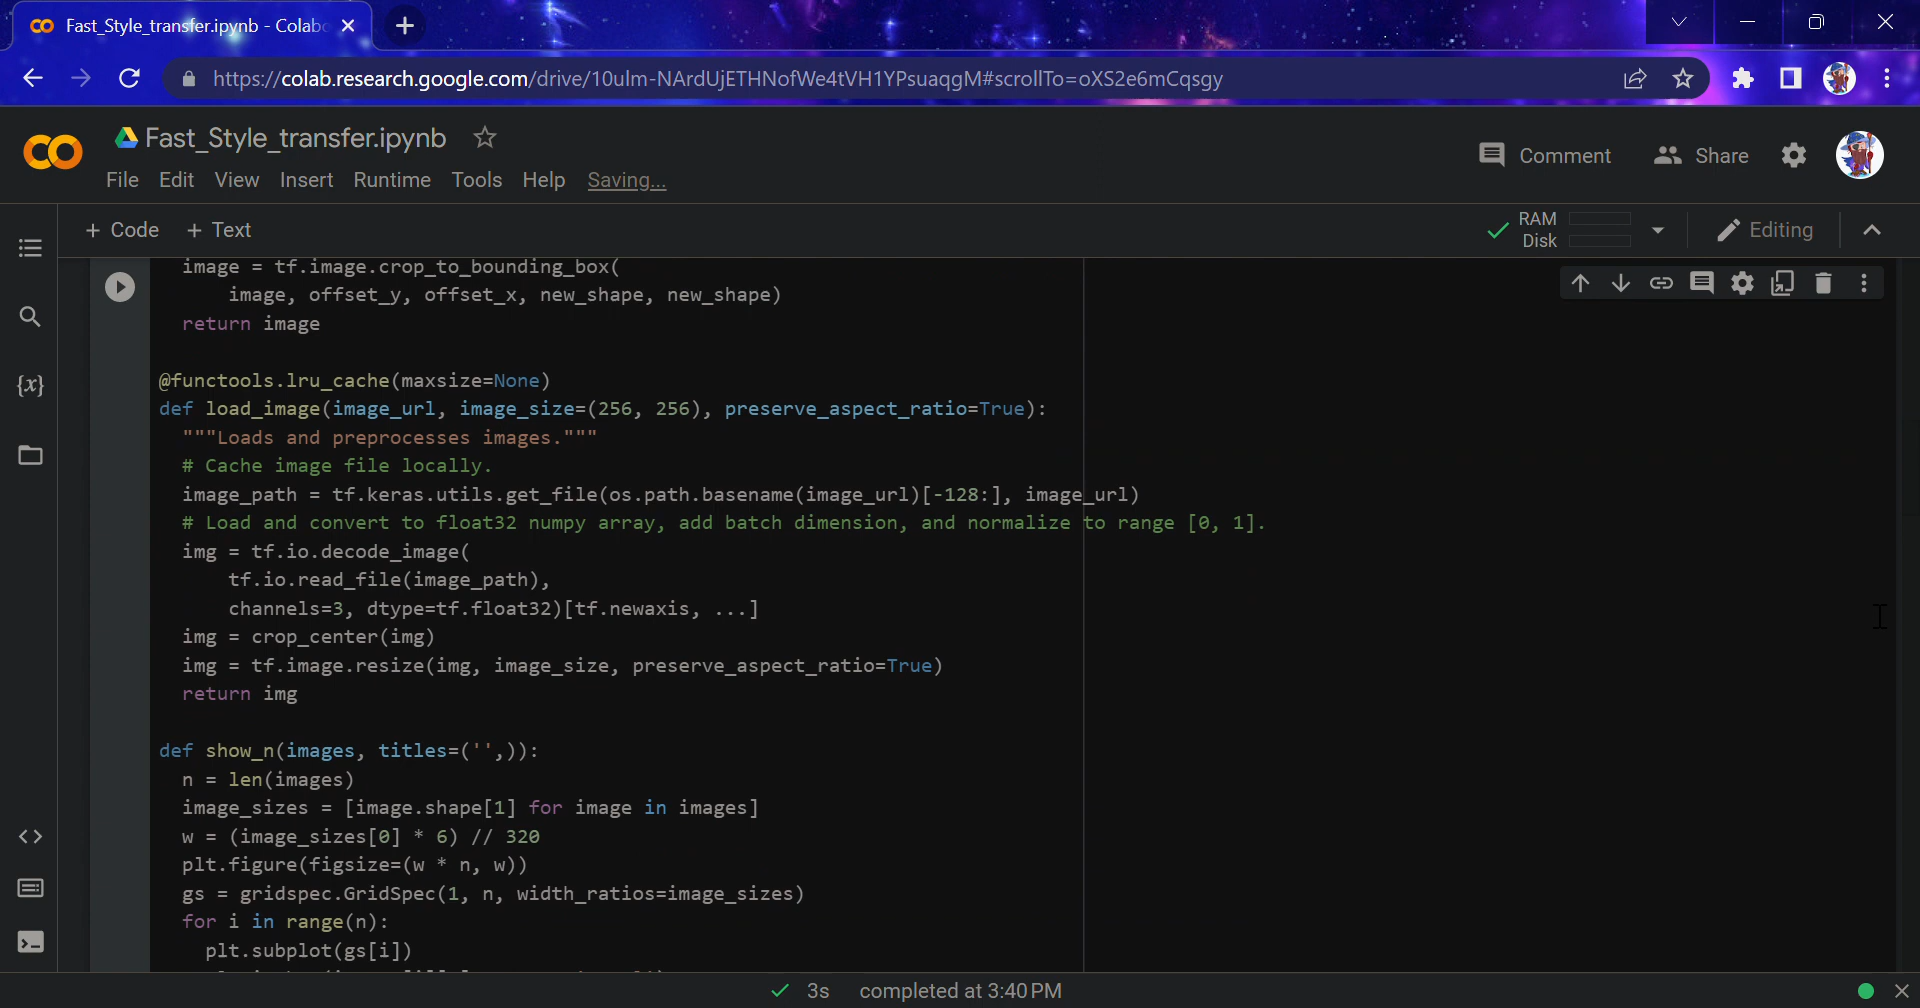 Fast_Style_transfer.ipynb - Colab
https://colab.research.google.com/drive/10ulm-NArdUjETHNofWe4tVH1YPsuaqgM#scrollTo=oXS2e6mCqsgy
Fast_Style_transfer.ipynb
Comment
Share
File Edit View Insert Runtime Tools Help Saving...
+ Code + Text
RAM
Disk
Editing
image = tf.image.crop_to_bounding_box(
image, offset_y, offset_x, new_shape, new_shape)
return image
@functools.lru_cache(maxsize=None)
def load_image(image_url, image_size=(256, 256), preserve_aspect_ratio=True):
"""Loads and preprocesses images."""
# Cache image file locally.
image_path = tf.keras.utils.get_file(os.path.basename(image_url)[-128:], image_url)
# Load and convert to float32 numpy array, add batch dimension, and normalize to range [0, 1].
img = tf.io.decode_image(
tf.io.read_file(image_path),
channels=3, dtype=tf.float32)[tf.newaxis, ...]
img = crop_center(img)
img = tf.image.resize(img, image_size, preserve_aspect_ratio=True)
return img
def show_n(images, titles=('',)):
n = len(images)
image_sizes = [image.shape[1] for image in images]
w = (image_sizes[0] * 6) // 320
plt.figure(figsize=(w * n, w))
gs = gridspec.GridSpec(1, n, width_ratios=image_sizes)
for i in range(n):
plt.subplot(gs[i])
3s completed at 3:40 PM